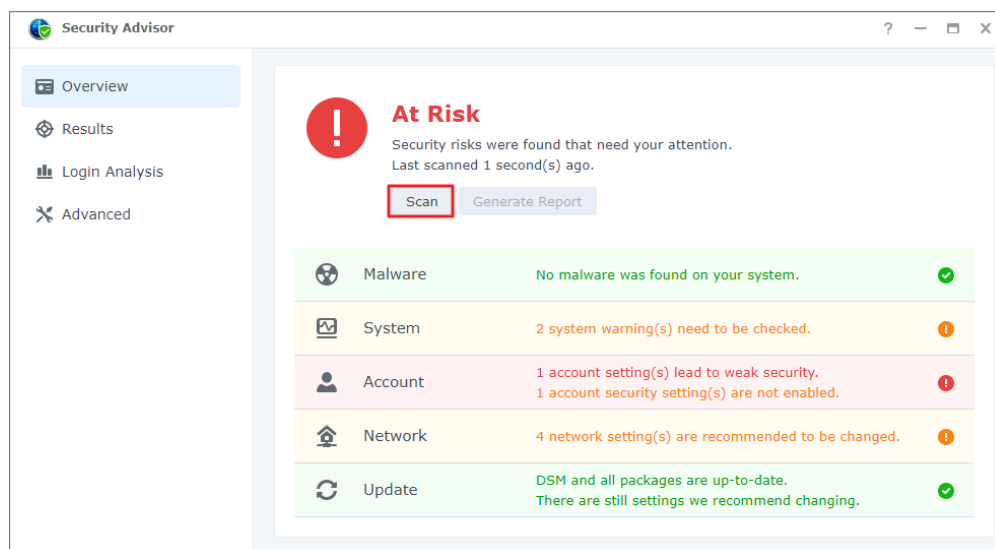 Security Advisor
?
Overview
Results
Login Analysis
Advanced
At Risk
Security risks were found that need your attention.
Last scanned 1 second(s) ago.
Scan
Generate Report
Malware
No malware was found on your system.
System
2 system warning(s) need to be checked.
Account
1 account setting(s) lead to weak security.
1 account security setting(s) are not enabled.
Network
4 network setting(s) are recommended to be changed.
Update
DSM and all packages are up-to-date.
There are still settings we recommend changing.